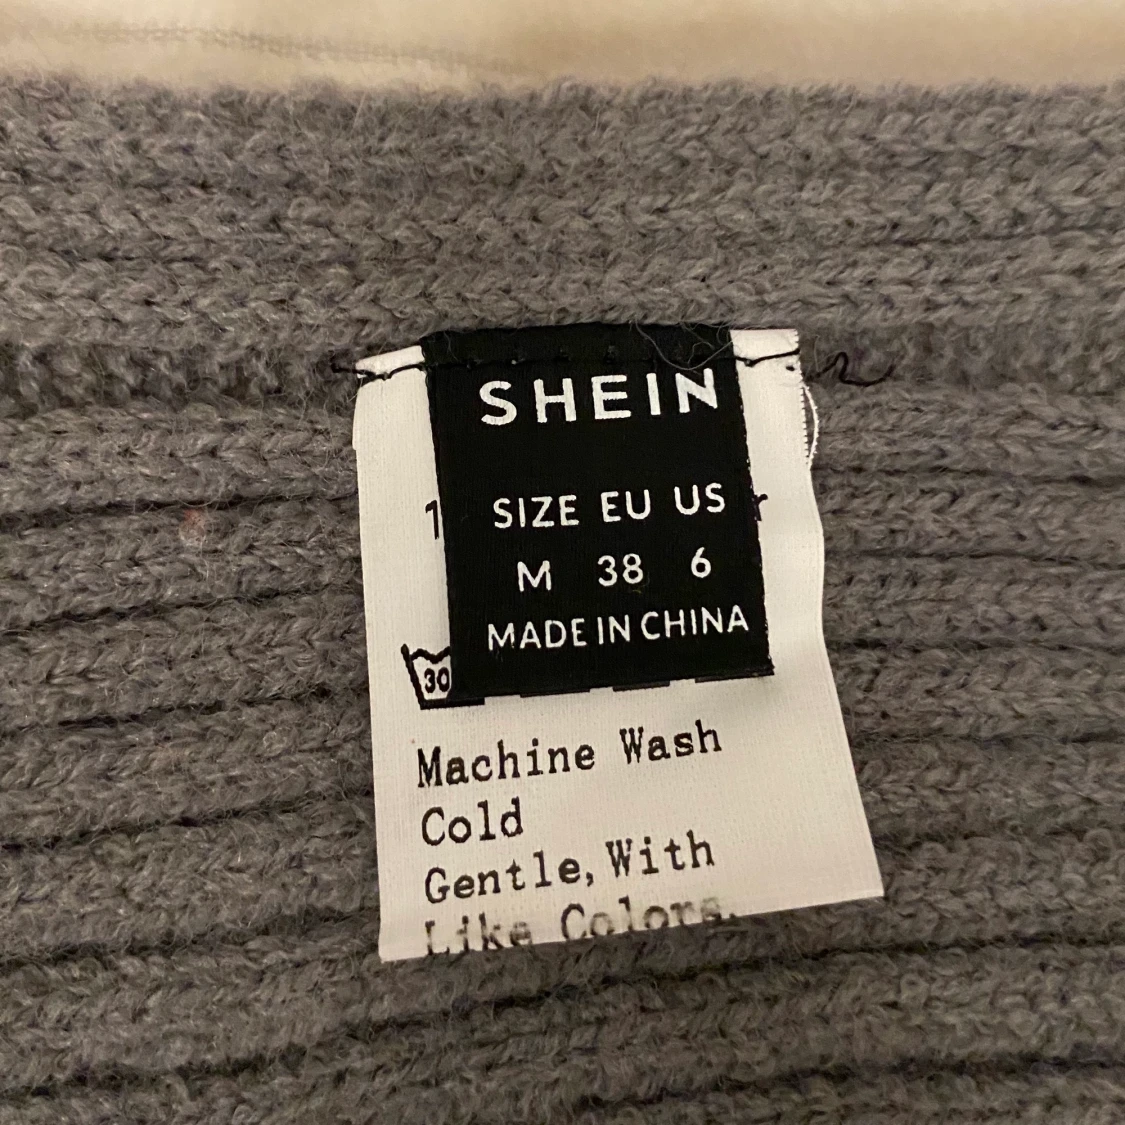 SHEIN
SIZE EU US
M 38 6
MADE IN CHINA
30
Machine Wash
Cold
Gentle, With
Like Colors.